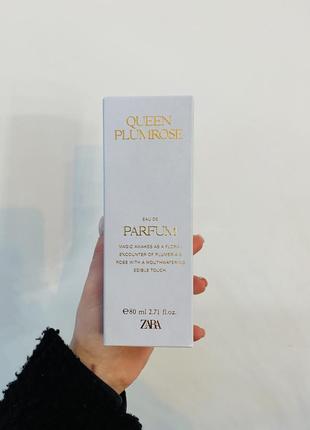 QUEEN
PLUMROSE
EAU DE
PARFUM
MAGIC AWAKES AS A FLORAL
ENCOUNTER OF PLUMERIA &
ROSE WITH A MOUTHWATERING
EDIBLE TOUCH.
℮80 ml 2.71 fl.oz.
ZARA